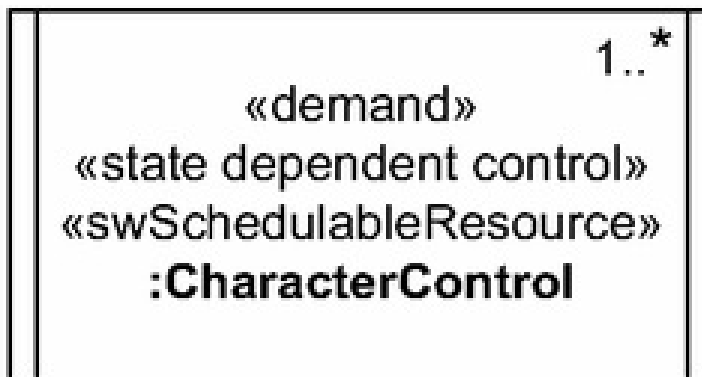 1..*
«demand»
«state dependent control»
«swSchedulableResource»
:CharacterControl